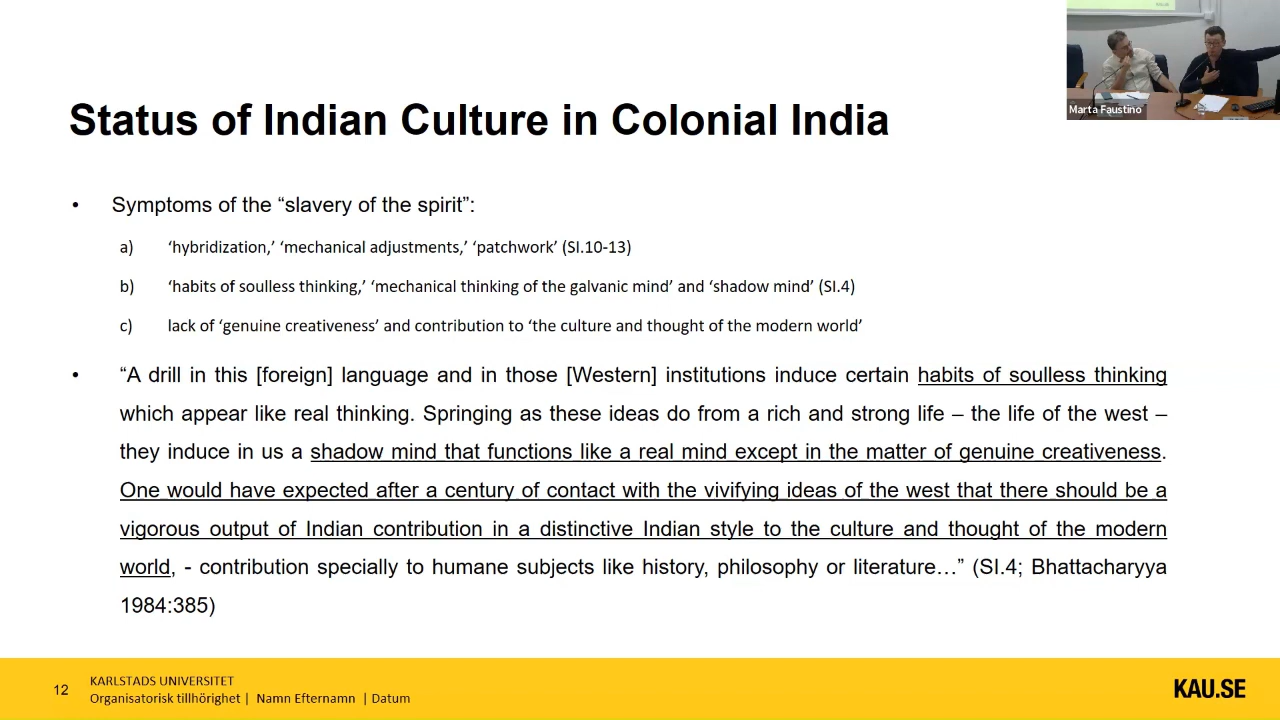 Marta Faustino
Status of Indian Culture in Colonial India
• Symptoms of the “slavery of the spirit”:
a) ‘hybridization,’ ‘mechanical adjustments,’ ‘patchwork’ (SI.10-13)
b) ‘habits of soulless thinking,’ ‘mechanical thinking of the galvanic mind’ and ‘shadow mind’ (SI.4)
c) lack of ‘genuine creativeness’ and contribution to ‘the culture and thought of the modern world’
• “A drill in this [foreign] language and in those [Western] institutions induce certain habits of soulless thinking
which appear like real thinking. Springing as these ideas do from a rich and strong life – the life of the west –
they induce in us a shadow mind that functions like a real mind except in the matter of genuine creativeness.
One would have expected after a century of contact with the vivifying ideas of the west that there should be a
vigorous output of Indian contribution in a distinctive Indian style to the culture and thought of the modern
world, - contribution specially to humane subjects like history, philosophy or literature…” (SI.4; Bhattacharyya
1984:385)
12
KARLSTADS UNIVERSITET
Organisatorisk tillhörighet | Namn Efternamn | Datum
KAU.SE